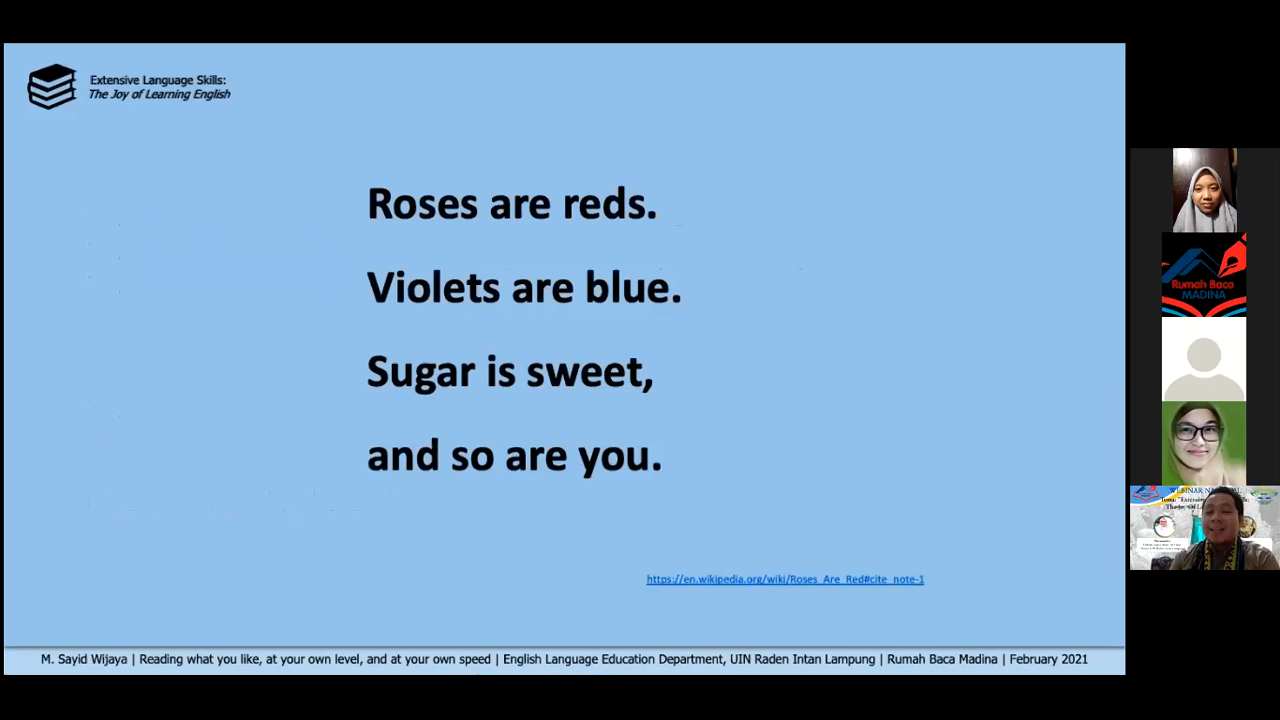 Extensive Language Skills:
The Joy of Learning English
Roses are reds.
Violets are blue.
Sugar is sweet,
and so are you.
https://en.wikipedia.org/wiki/Roses_Are_Red#cite_note-1
M. Sayid Wijaya | Reading what you like, at your own level, and at your own speed | English Language Education Department, UIN Raden Intan Lampung | Rumah Baca Madina | February 2021
Rumah Baca
MADINA